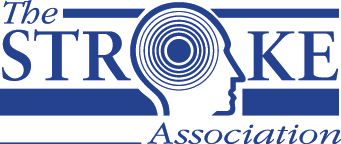 The
STROKE
Association